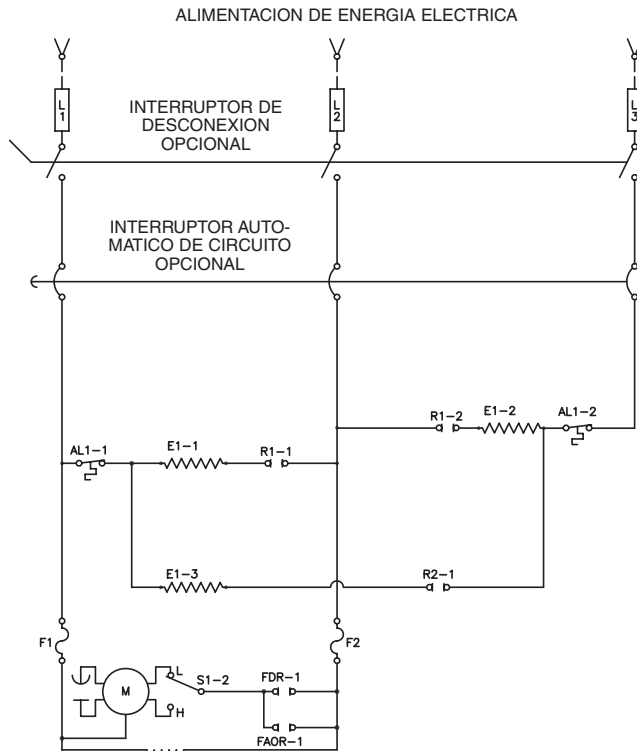 ALIMENTACION DE ENERGIA ELECTRICA
L1
L2
L3
INTERRUPTOR DE
DESCONEXION
OPCIONAL
INTERRUPTOR AUTO-
MATICO DE CIRCUITO
OPCIONAL
R1-2
E1-2
AL1-2
AL1-1
E1-1
R1-1
E1-3
R2-1
F1
F2
M
L
S1-2
H
FDR-1
FAOR-1